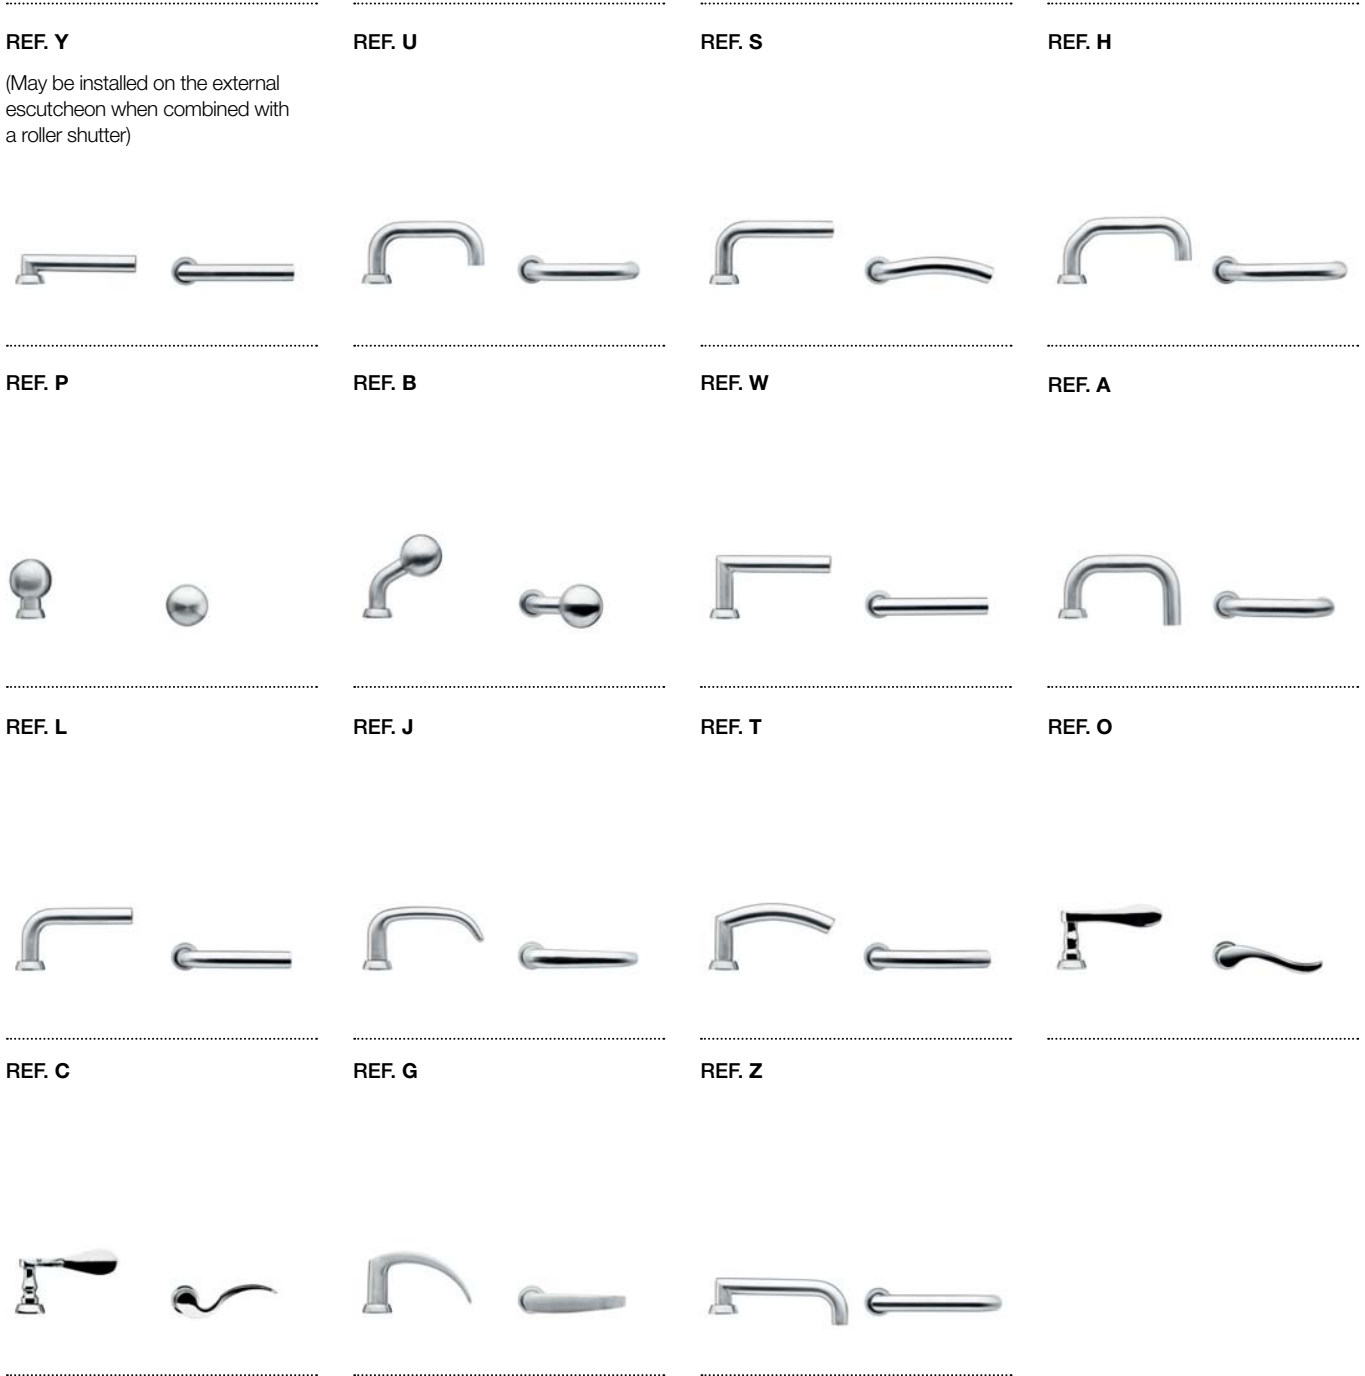 REF. Y
(May be installed on the external
escutcheon when combined with
a roller shutter)
REF. U
REF. S
REF. H
REF. P
REF. B
REF. W
REF. A
REF. L
REF. J
REF. T
REF. O
REF. C
REF. G
REF. Z